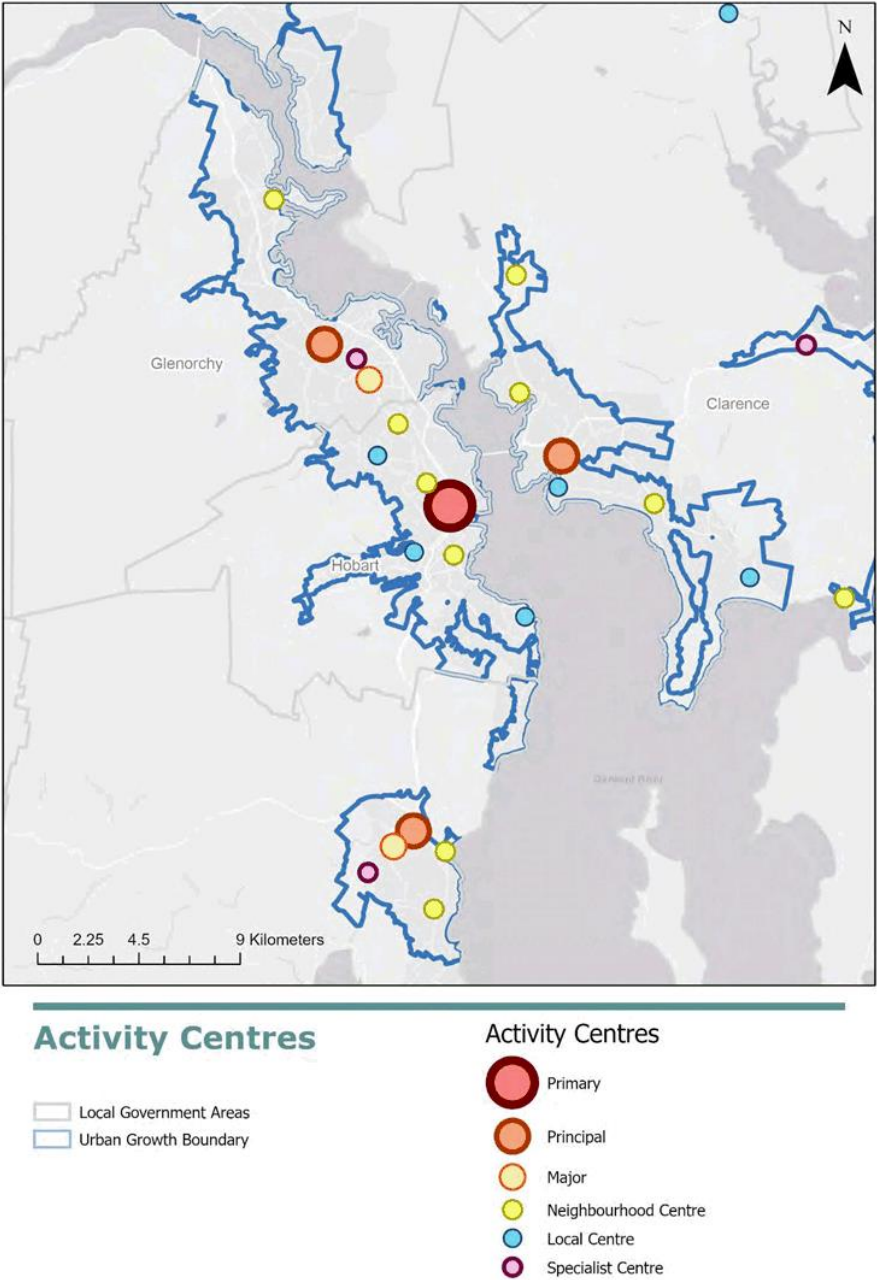 N
Glenorchy
Clarence
Hobart
0 2.25 4.5 9 Kilometers
Activity Centres
Local Government Areas
Urban Growth Boundary
Activity Centres
Primary
Principal
Major
Neighbourhood Centre
Local Centre
Specialist Centre